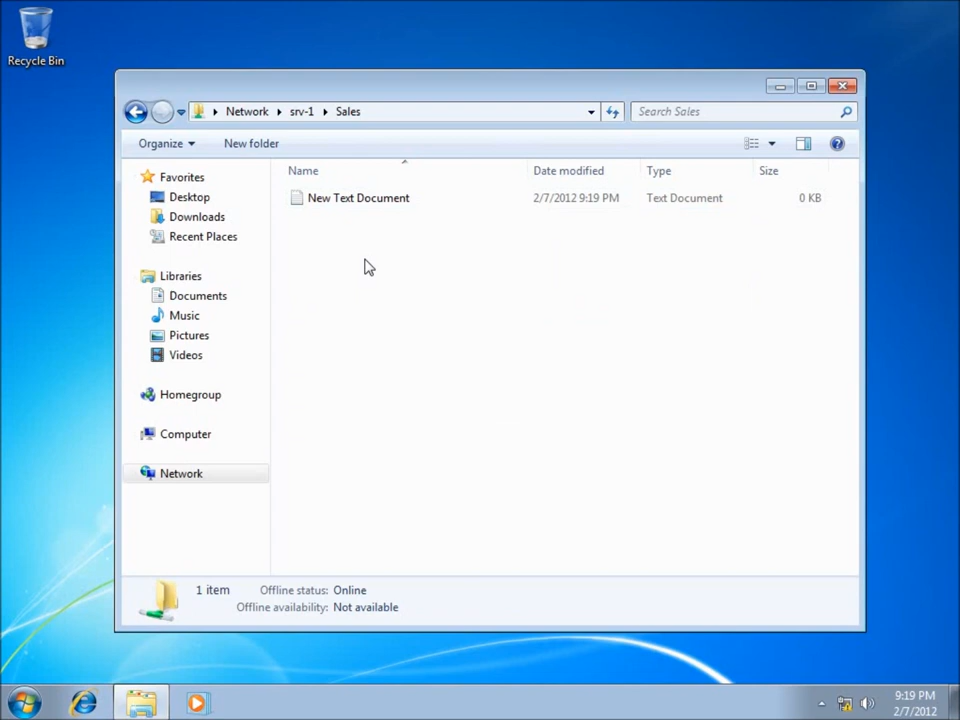 Recycle Bin
Network srv-1 Sales
Search Sales
Organize New folder
Name Date modified Type Size
New Text Document 2/7/2012 9:19 PM Text Document 0 KB
Favorites
Desktop
Downloads
Recent Places
Libraries
Documents
Music
Pictures
Videos
Homegroup
Computer
Network
1 item Offline status: Online
Offline availability: Not available
9:19 PM
2/7/2012